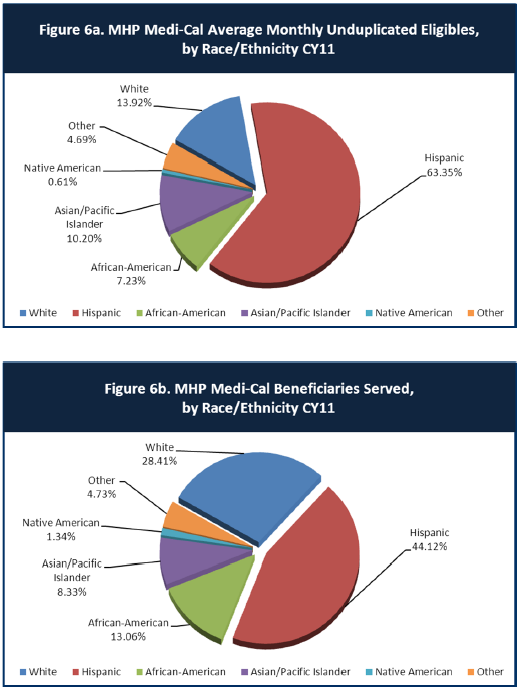 Figure 6a. MHP Medi-Cal Average Monthly Unduplicated Eligibles,
by Race/Ethnicity CY11
White
13.92%
Other
4.69%
Native American
0.61%
Asian/Pacific
Islander
10.20%
African-American
7.23%
Hispanic
63.35%
White Hispanic African-American Asian/Pacific Islander Native American Other
Figure 6b. MHP Medi-Cal Beneficiaries Served,
by Race/Ethnicity CY11
White
28.41%
Other
4.73%
Native American
1.34%
Asian/Pacific
Islander
8.33%
African-American
13.06%
Hispanic
44.12%
White Hispanic African-American Asian/Pacific Islander Native American Other